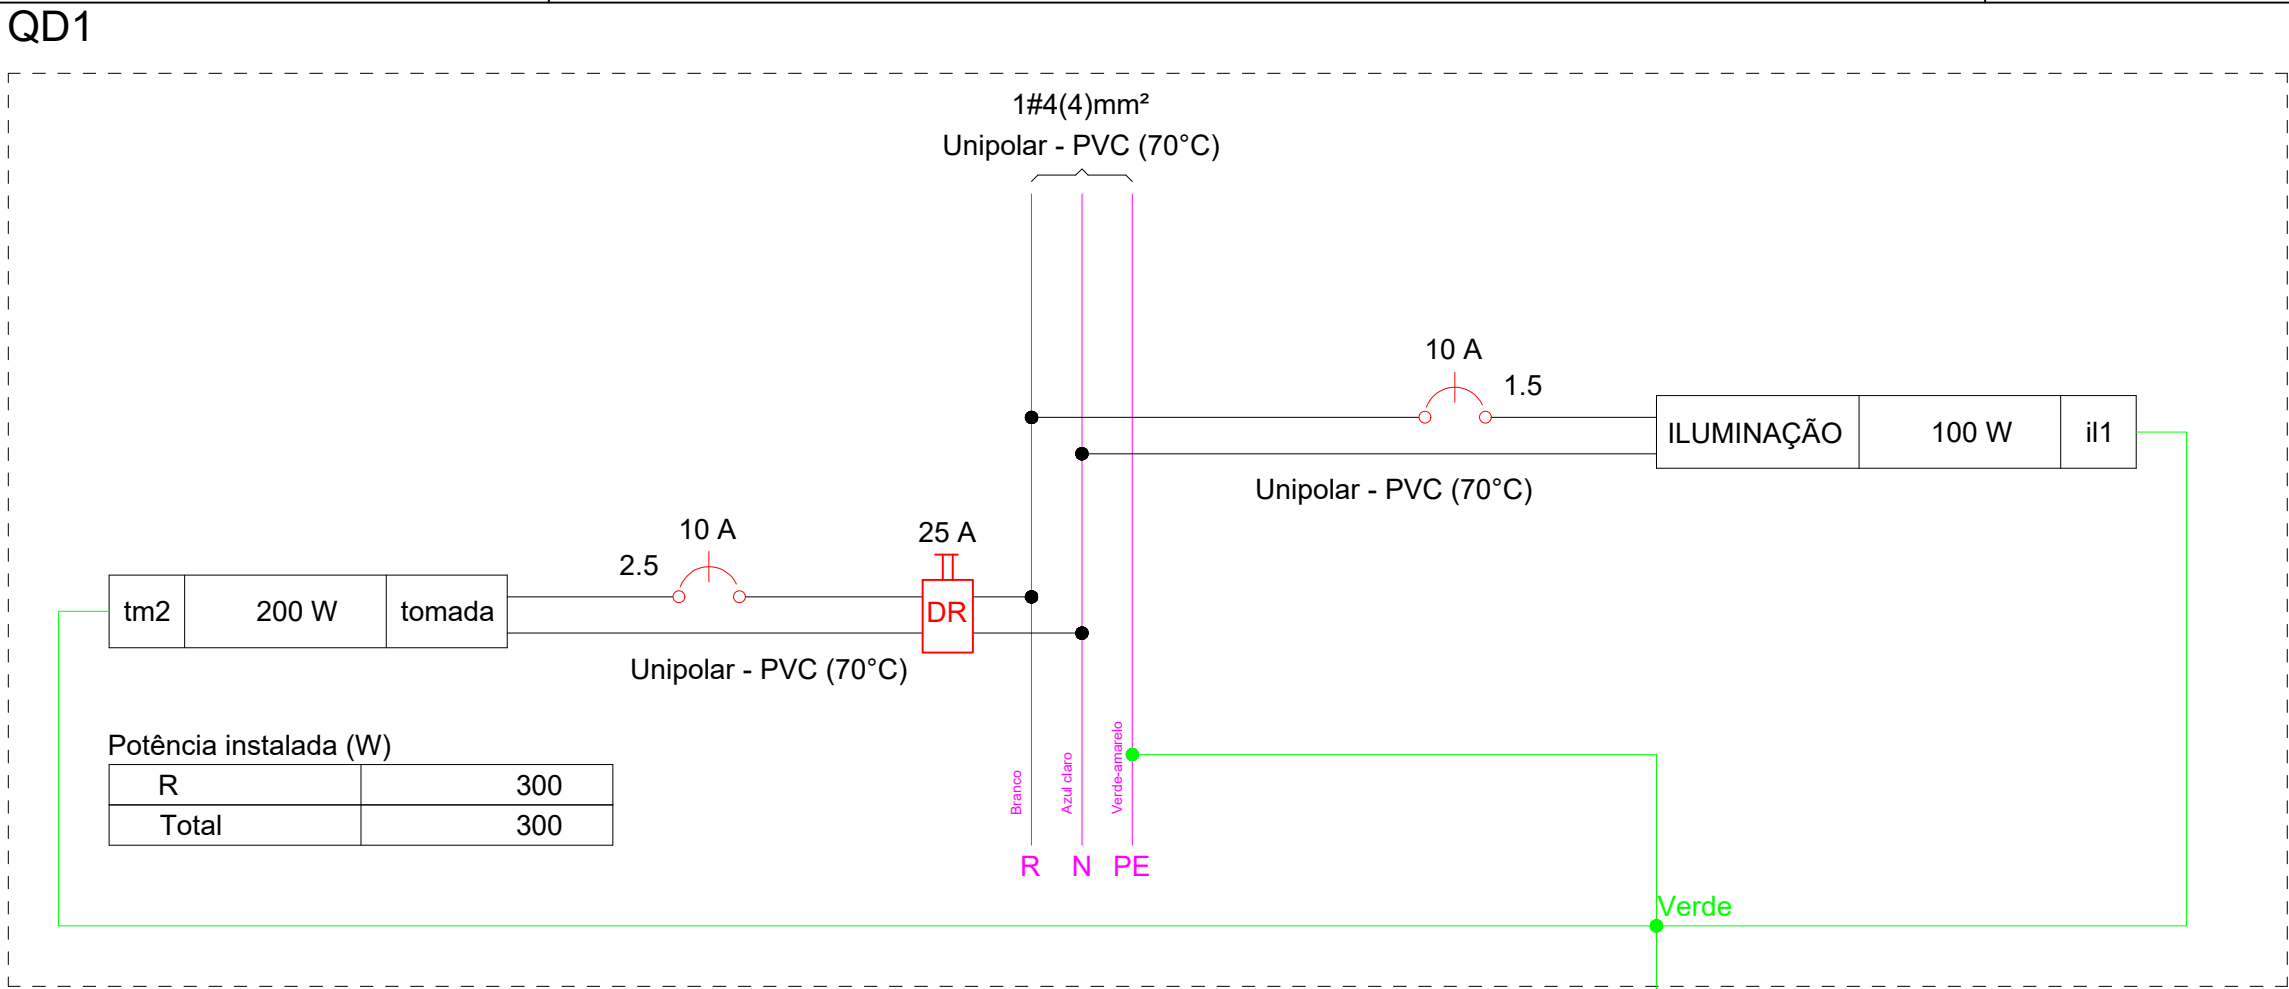 QD1
1#4(4)mm²
Unipolar - PVC (70°C)
10 A
1.5
ILUMINAÇÃO 100 W il1
Unipolar - PVC (70°C)
10 A
25 A
2.5
tm2 200 W tomada
DR
Unipolar - PVC (70°C)
Potência instalada (W)
R 300
Total 300
Branco
Azul claro
Verde-amarelo
R N PE
Verde